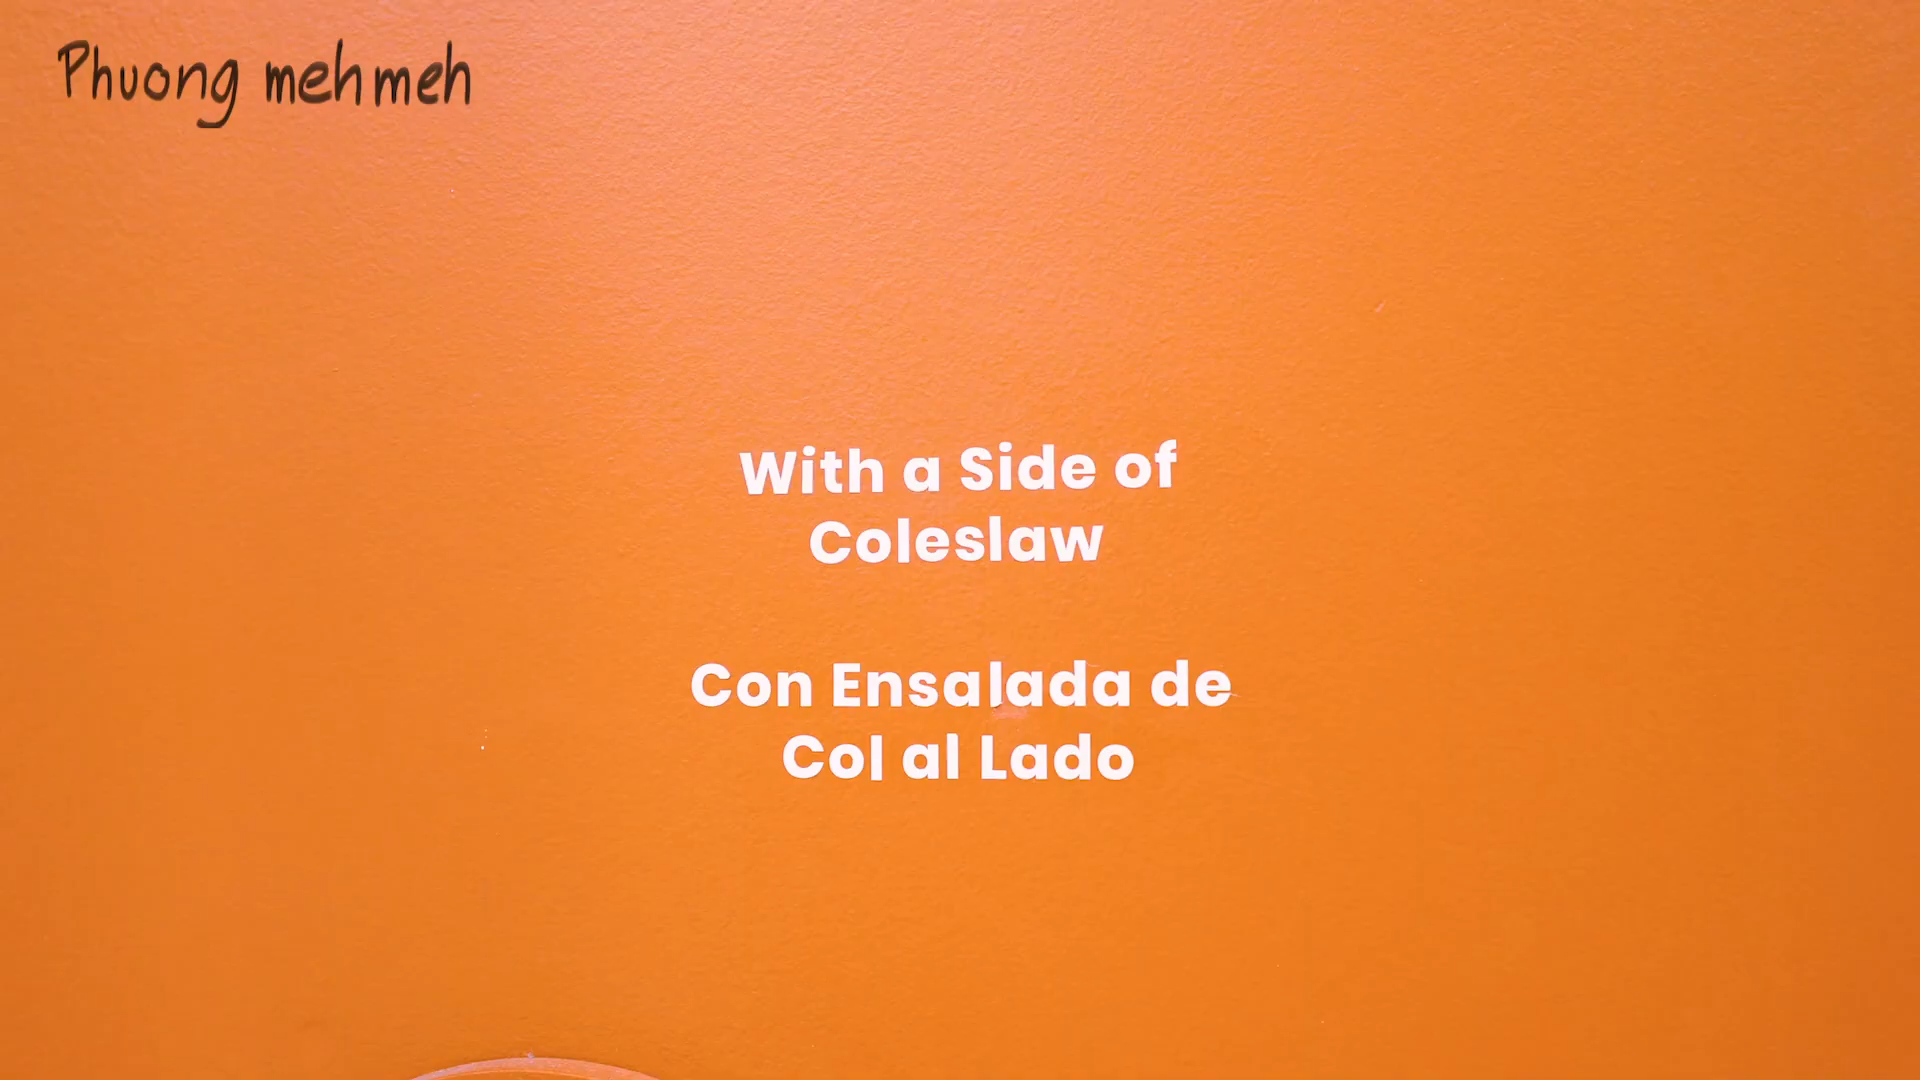 Phuong mehmeh
With a Side of
Coleslaw
Con Ensalada de
Col al Lado